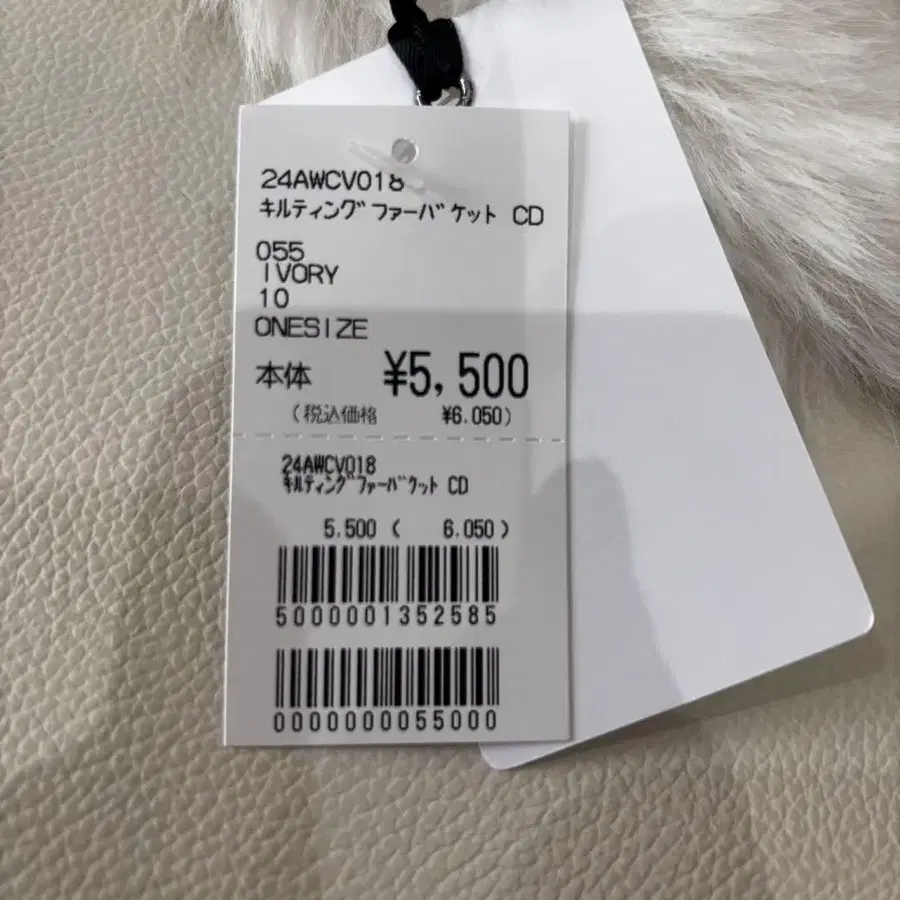 24AWCV018
キルティングファーバケット CD
055
IVORY
10
ONESIZE
本体 ¥5,500
(税込価格 ¥6.050)
24AWCV018
キルティングファーバケット CD
5.500 ( 6.050 )
5000001352585
0000000055000